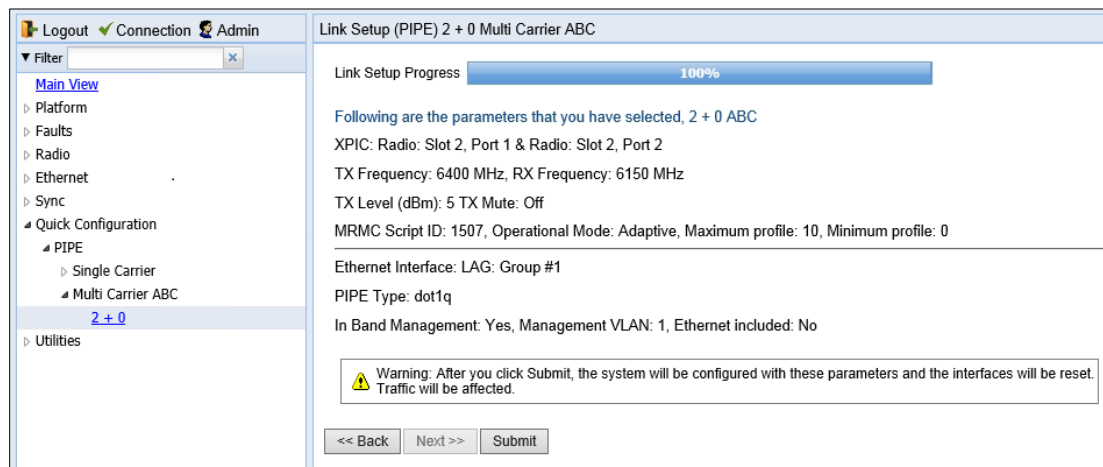 Logout Connection Admin
Filter
Main View
Platform
Faults
Radio
Ethernet
Sync
Quick Configuration
PIPE
Single Carrier
Multi Carrier ABC
2 + 0
Utilities
Link Setup (PIPE) 2 + 0 Multi Carrier ABC
Link Setup Progress 100%
Following are the parameters that you have selected, 2 + 0 ABC
XPIC: Radio: Slot 2, Port 1 & Radio: Slot 2, Port 2
TX Frequency: 6400 MHz, RX Frequency: 6150 MHz
TX Level (dBm): 5 TX Mute: Off
MRMC Script ID: 1507, Operational Mode: Adaptive, Maximum profile: 10, Minimum profile: 0
Ethernet Interface: LAG: Group #1
PIPE Type: dot1q
In Band Management: Yes, Management VLAN: 1, Ethernet included: No
Warning: After you click Submit, the system will be configured with these parameters and the interfaces will be reset.
Traffic will be affected.
<< Back Next >> Submit